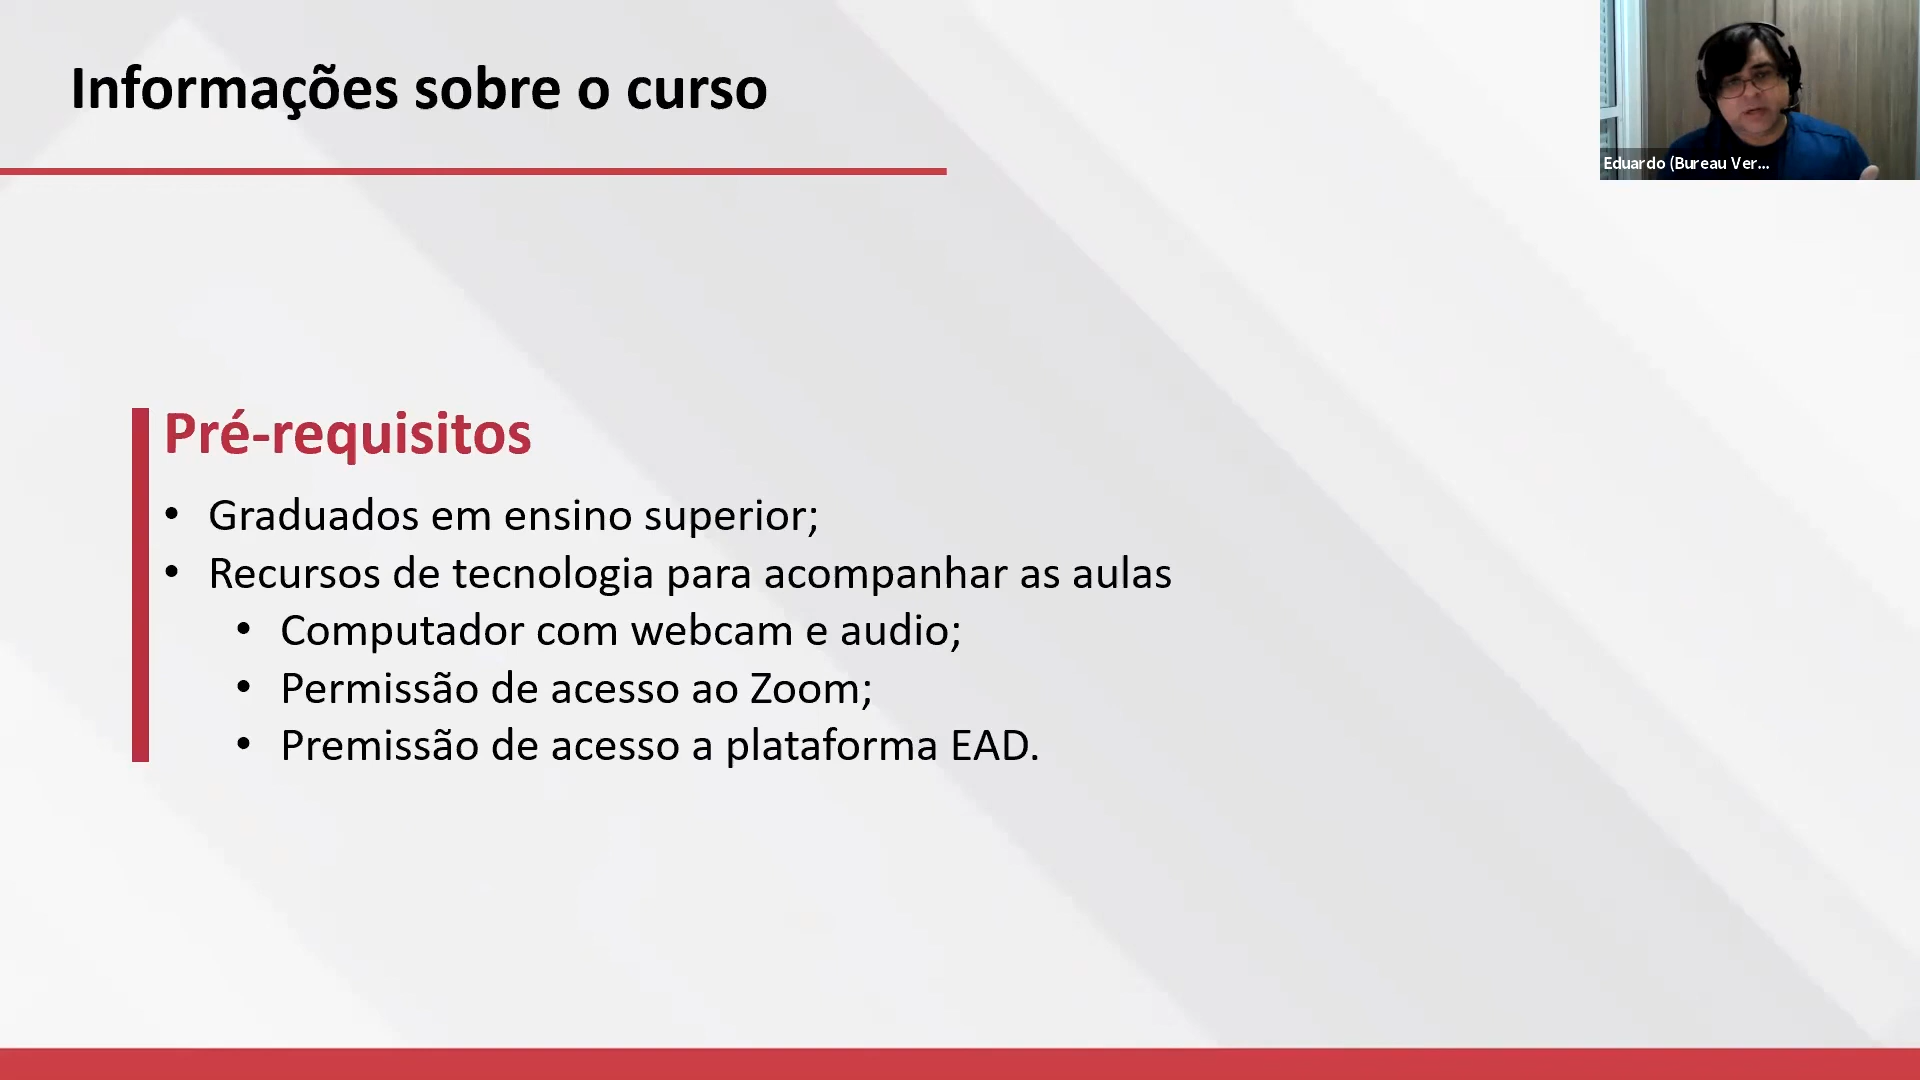 Informações sobre o curso
Eduardo (Bureau Ver...
Pré-requisitos
• Graduados em ensino superior;
• Recursos de tecnologia para acompanhar as aulas
• Computador com webcam e audio;
• Permissão de acesso ao Zoom;
• Premissão de acesso a plataforma EAD.